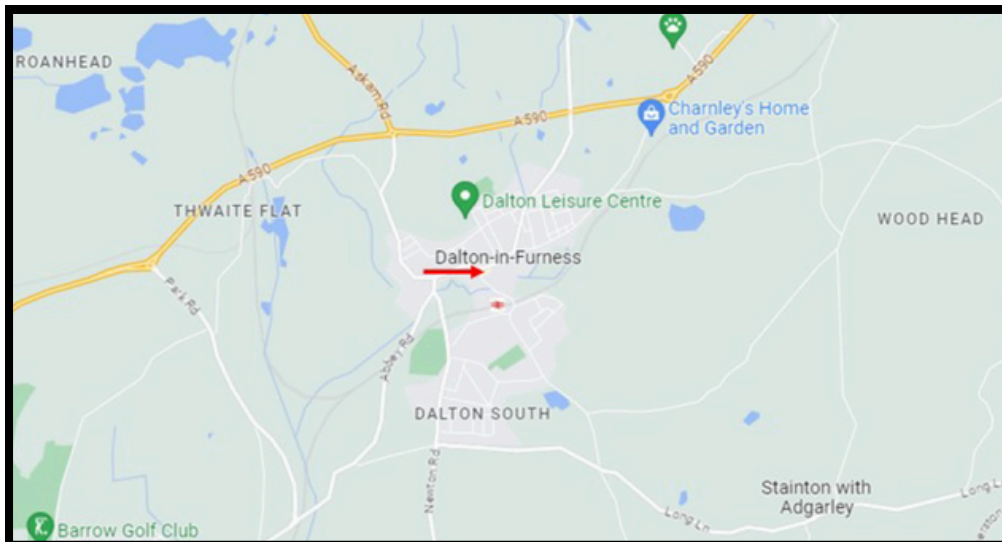 ROANHEAD
Askam Rd
A590
Charnley's Home
and Garden
A590
A590
THWAITE FLAT
Dalton Leisure Centre
WOOD HEAD
Dalton-in-Furness
Park Rd
Abbey Rd
DALTON SOUTH
Newton Rd
Stainton with
Adgarley
Long Ln
Long Ln
Barrow Golf Club